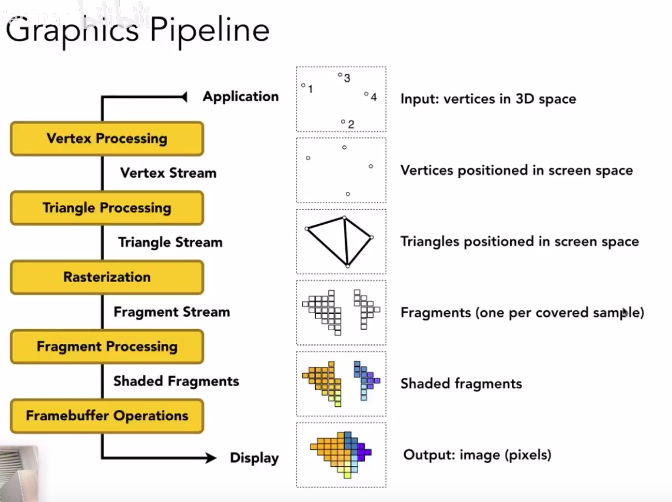 Graphics Pipeline
Application
Vertex Processing
Vertex Stream
Triangle Processing
Triangle Stream
Rasterization
Fragment Stream
Fragment Processing
Shaded Fragments
Framebuffer Operations
Display
1
3
4
2
Input: vertices in 3D space
Vertices positioned in screen space
Triangles positioned in screen space
Fragments (one per covered sample)
Shaded fragments
Output: image (pixels)